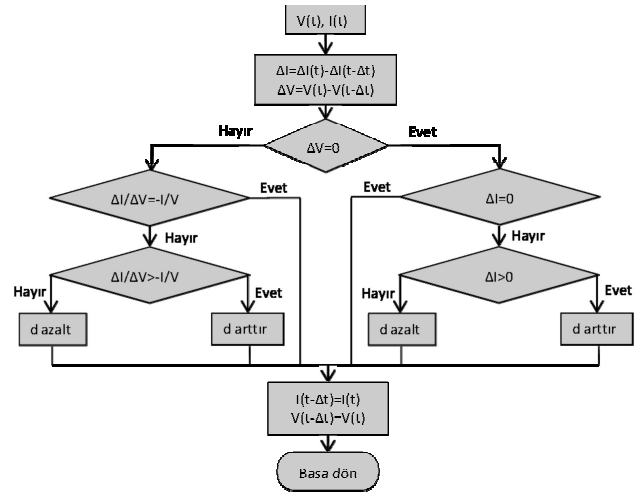 V(t), I(t)
ΔI=ΔI(t)-ΔI(t-Δt)
ΔV=V(t)-V(t-Δt)
Hayır
Evet
ΔV=0
ΔI/ΔV=-I/V
Evet
Evet
ΔI=0
Hayır
Hayır
ΔI/ΔV>-I/V
ΔI>0
Hayır
Evet
Hayır
Evet
d azalt
d arttır
d azalt
d arttır
I(t-Δt)=I(t)
V(t-Δt)=V(t)
Basa dön